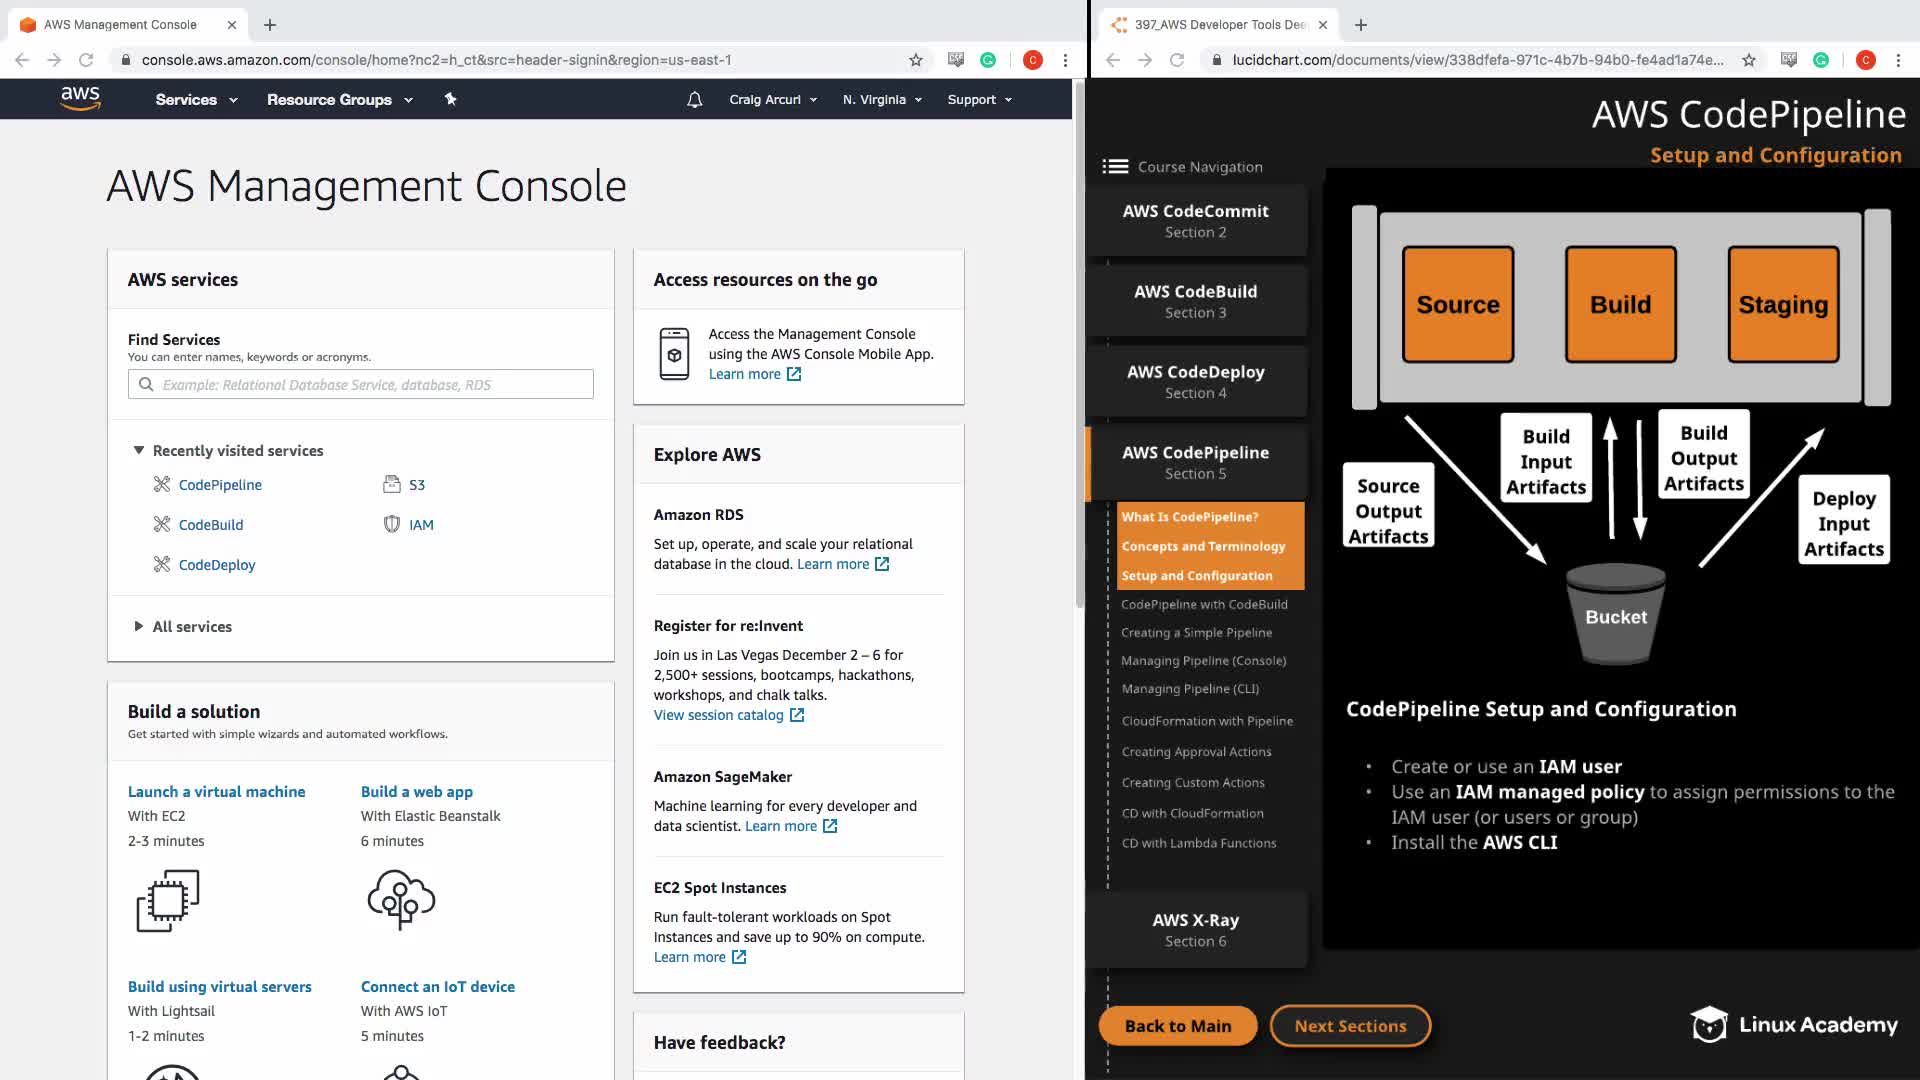 AWS Management Console
console.aws.amazon.com/console/home?nc2=h_ct&src=header-signin&region=us-east-1
aws
Services
Resource Groups
Craig Arcuri
N. Virginia
Support
AWS Management Console
AWS services
Find Services
You can enter names, keywords or acronyms.
Example: Relational Database Service, database, RDS
Recently visited services
CodePipeline
S3
CodeBuild
IAM
CodeDeploy
All services
Build a solution
Get started with simple wizards and automated workflows.
Launch a virtual machine
With EC2
2-3 minutes
Build a web app
With Elastic Beanstalk
6 minutes
Build using virtual servers
With Lightsail
1-2 minutes
Connect an IoT device
With AWS IoT
5 minutes
Access resources on the go
Access the Management Console
using the AWS Console Mobile App.
Learn more
Explore AWS
Amazon RDS
Set up, operate, and scale your relational
database in the cloud. Learn more
Register for re:Invent
Join us in Las Vegas December 2 – 6 for
2,500+ sessions, bootcamps, hackathons,
workshops, and chalk talks.
View session catalog
Amazon SageMaker
Machine learning for every developer and
data scientist. Learn more
EC2 Spot Instances
Run fault-tolerant workloads on Spot
Instances and save up to 90% on compute.
Learn more
Have feedback?
397_AWS Developer Tools Dee
lucidchart.com/documents/view/338dfefa-971c-4b7b-94b0-fe4ad1a74e...
C
C
AWS CodePipeline
Setup and Configuration
Course Navigation
AWS CodeCommit
Section 2
AWS CodeBuild
Section 3
AWS CodeDeploy
Section 4
AWS CodePipeline
Section 5
What Is CodePipeline?
Concepts and Terminology
Setup and Configuration
CodePipeline with CodeBuild
Creating a Simple Pipeline
Managing Pipeline (Console)
Managing Pipeline (CLI)
CloudFormation with Pipeline
Creating Approval Actions
Creating Custom Actions
CD with CloudFormation
CD with Lambda Functions
AWS X-Ray
Section 6
Back to Main
Next Sections
Source
Build
Staging
Source
Output
Artifacts
Build
Input
Artifacts
Build
Output
Artifacts
Deploy
Input
Artifacts
Bucket
CodePipeline Setup and Configuration
• Create or use an IAM user
• Use an IAM managed policy to assign permissions to the
IAM user (or users or group)
• Install the AWS CLI
Linux Academy